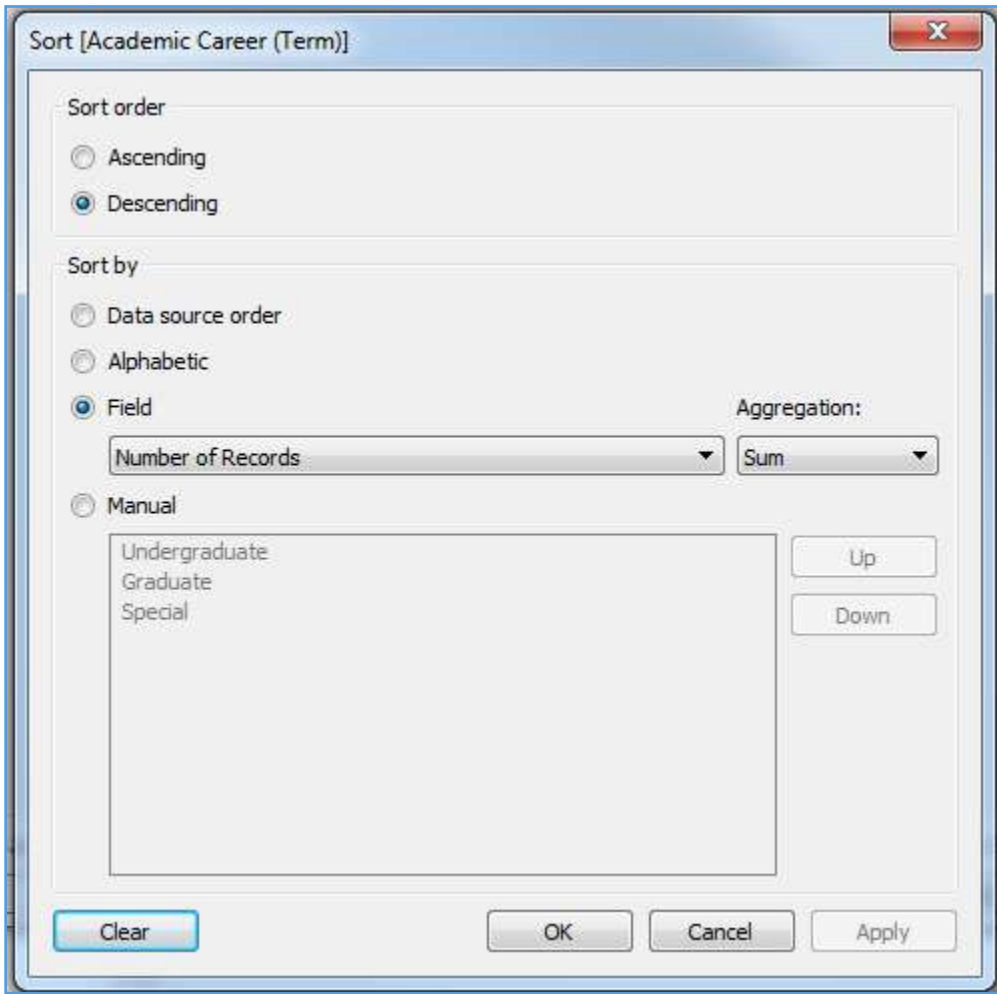 Sort [Academic Career (Term)]
Sort order
Ascending
Descending
Sort by
Data source order
Alphabetic
Field
Aggregation:
Number of Records
Sum
Manual
Undergraduate
Graduate
Special
Up
Down
Clear
OK
Cancel
Apply